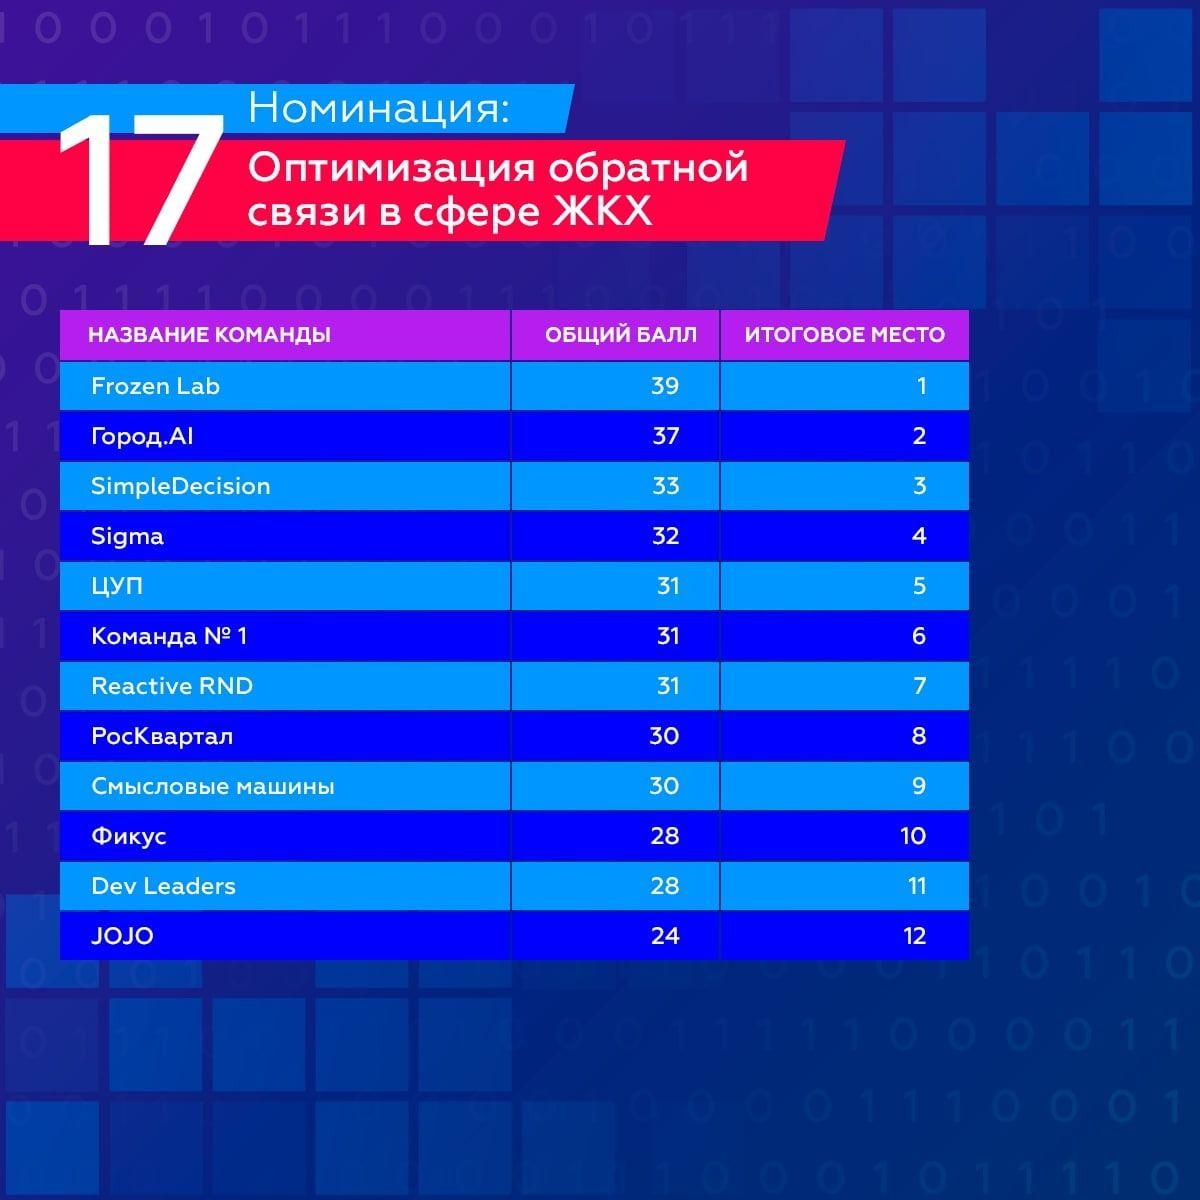 17
Номинация:
Оптимизация обратной
связи в сфере ЖКХ
НАЗВАНИЕ КОМАНДЫ ОБЩИЙ БАЛЛ ИТОГОВОЕ МЕСТО
Frozen Lab 39 1
Город.AI 37 2
SimpleDecision 33 3
Sigma 32 4
ЦУП 31 5
Команда № 1 31 6
Reactive RND 31 7
РосКвартал 30 8
Смысловые машины 30 9
Фикус 28 10
Dev Leaders 28 11
JOJO 24 12